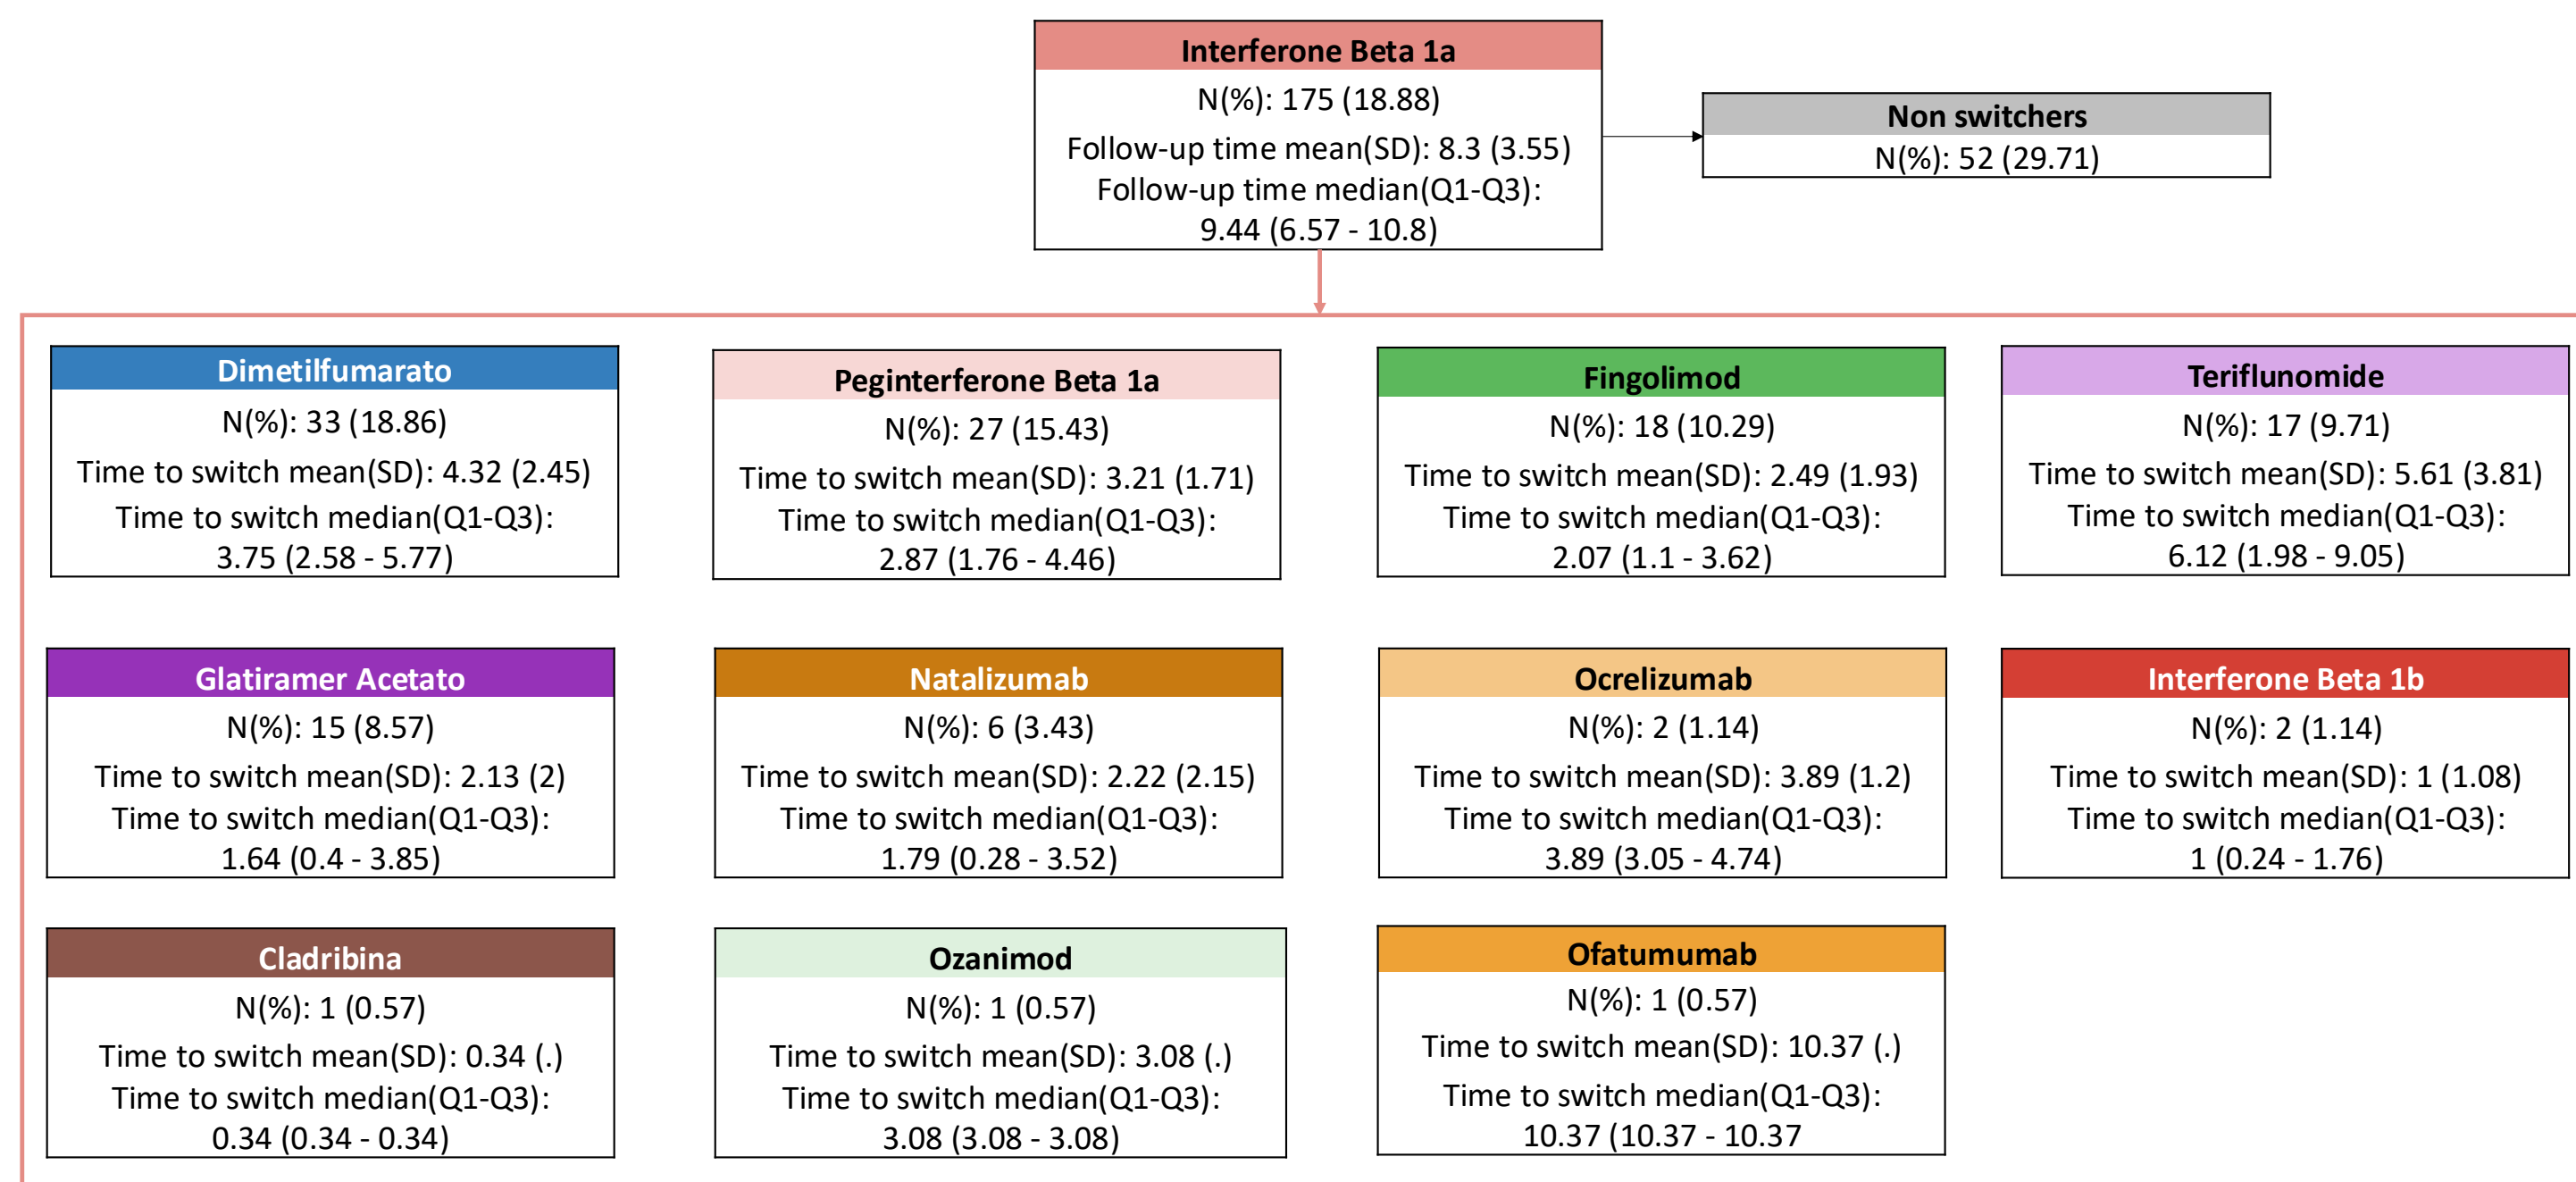 Interferone Beta 1a
N(%): 175 (18.88)
Follow-up time mean(SD): 8.3 (3.55)
Follow-up time median(Q1-Q3):
9.44 (6.57 - 10.8)
Non switchers
N(%): 52 (29.71)
Dimetilfumarato
N(%): 33 (18.86)
Time to switch mean(SD): 4.32 (2.45)
Time to switch median(Q1-Q3):
3.75 (2.58 - 5.77)
Peginterferone Beta 1a
N(%): 27 (15.43)
Time to switch mean(SD): 3.21 (1.71)
Time to switch median(Q1-Q3):
2.87 (1.76 - 4.46)
Fingolimod
N(%): 18 (10.29)
Time to switch mean(SD): 2.49 (1.93)
Time to switch median(Q1-Q3):
2.07 (1.1 - 3.62)
Teriflunomide
N(%): 17 (9.71)
Time to switch mean(SD): 5.61 (3.81)
Time to switch median(Q1-Q3):
6.12 (1.98 - 9.05)
Glatiramer Acetato
N(%): 15 (8.57)
Time to switch mean(SD): 2.13 (2)
Time to switch median(Q1-Q3):
1.64 (0.4 - 3.85)
Natalizumab
N(%): 6 (3.43)
Time to switch mean(SD): 2.22 (2.15)
Time to switch median(Q1-Q3):
1.79 (0.28 - 3.52)
Ocrelizumab
N(%): 2 (1.14)
Time to switch mean(SD): 3.89 (1.2)
Time to switch median(Q1-Q3):
3.89 (3.05 - 4.74)
Interferone Beta 1b
N(%): 2 (1.14)
Time to switch mean(SD): 1 (1.08)
Time to switch median(Q1-Q3):
1 (0.24 - 1.76)
Cladribina
N(%): 1 (0.57)
Time to switch mean(SD): 0.34 (.)
Time to switch median(Q1-Q3):
0.34 (0.34 - 0.34)
Ozanimod
N(%): 1 (0.57)
Time to switch mean(SD): 3.08 (.)
Time to switch median(Q1-Q3):
3.08 (3.08 - 3.08)
Ofatumumab
N(%): 1 (0.57)
Time to switch mean(SD): 10.37 (.)
Time to switch median(Q1-Q3):
10.37 (10.37 - 10.37